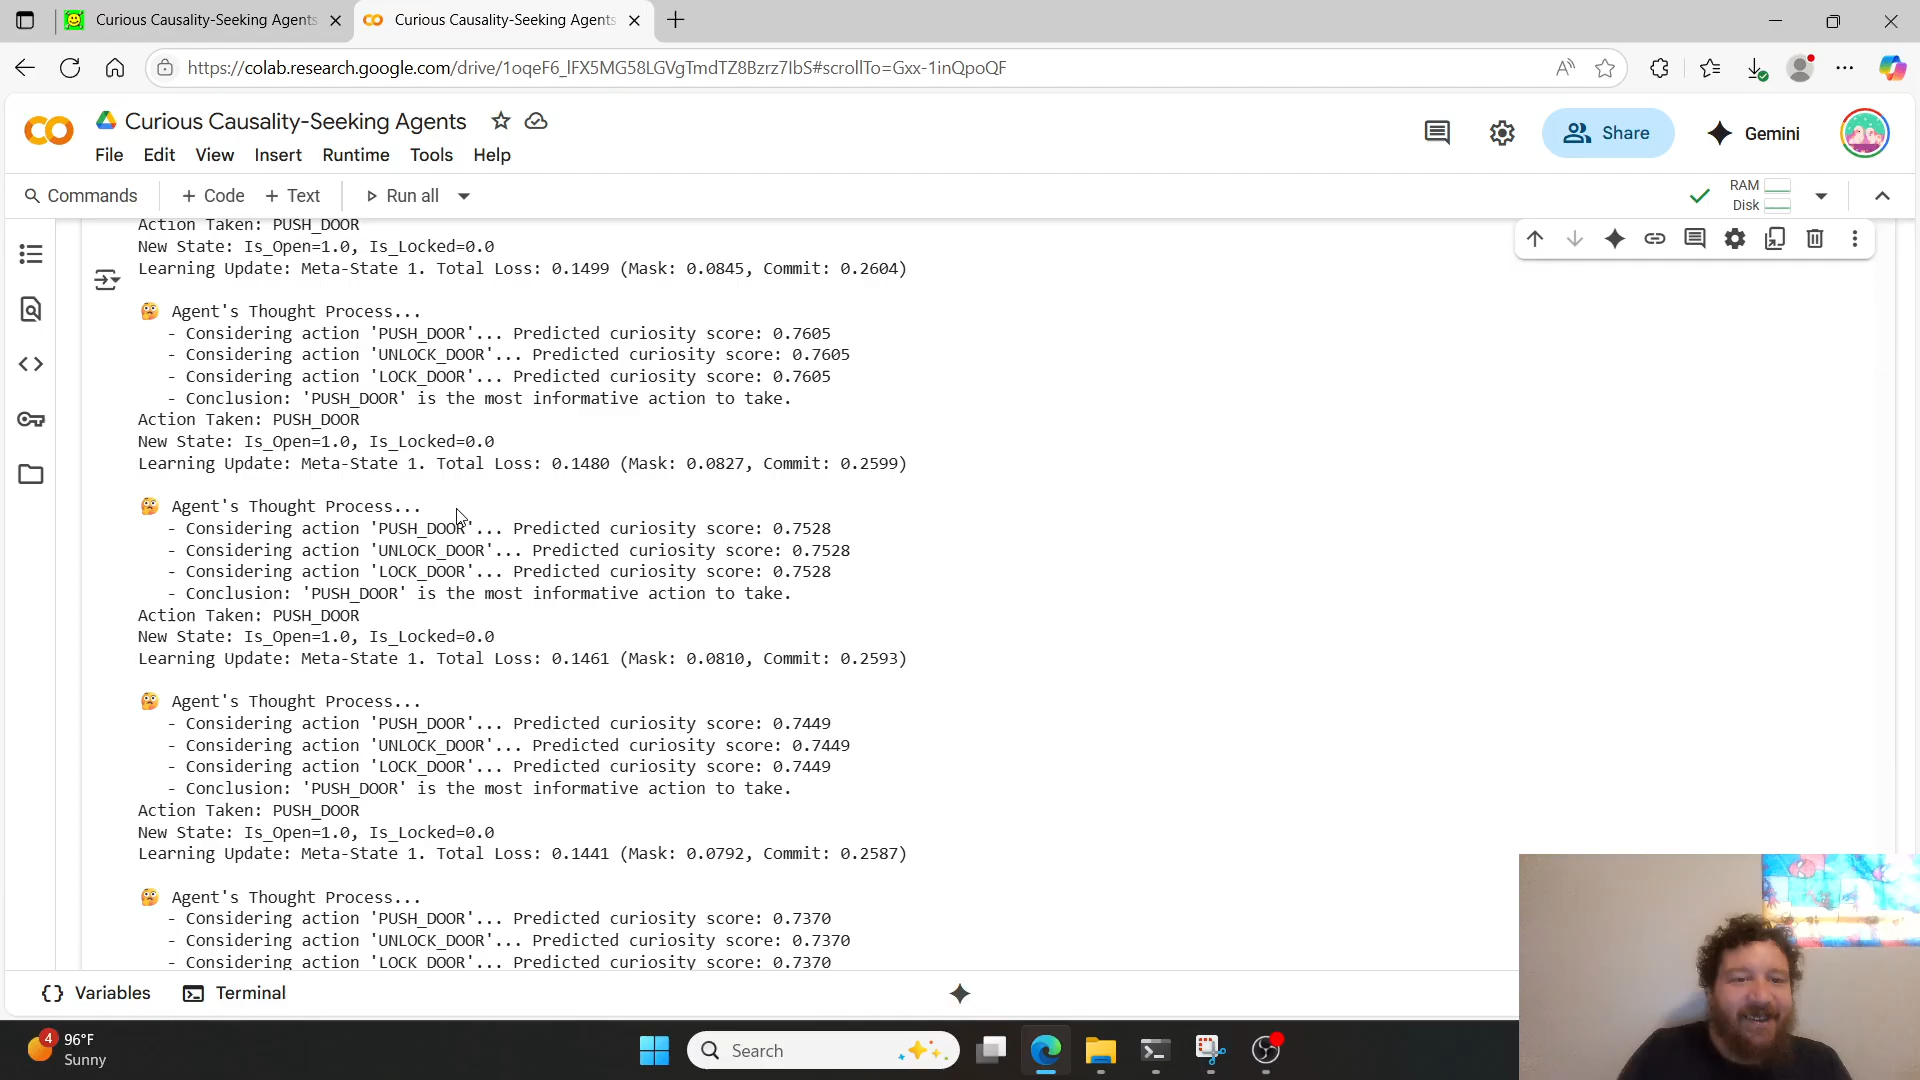 Curious Causality-Seeking Agents
Curious Causality-Seeking Agents
https://colab.research.google.com/drive/1oqeF6_lFX5MG58LGVgTmdTZ8Bzrz7IbS#scrollTo=Gxx-1inQpoQF
Curious Causality-Seeking Agents
File Edit View Insert Runtime Tools Help
Share
Gemini
Commands + Code + Text Run all
RAM
Disk
Action Taken: PUSH_DOOR
New State: Is_Open=1.0, Is_Locked=0.0
Learning Update: Meta-State 1. Total Loss: 0.1499 (Mask: 0.0845, Commit: 0.2604)
🤔 Agent's Thought Process...
- Considering action 'PUSH_DOOR'... Predicted curiosity score: 0.7605
- Considering action 'UNLOCK_DOOR'... Predicted curiosity score: 0.7605
- Considering action 'LOCK_DOOR'... Predicted curiosity score: 0.7605
- Conclusion: 'PUSH_DOOR' is the most informative action to take.
Action Taken: PUSH_DOOR
New State: Is_Open=1.0, Is_Locked=0.0
Learning Update: Meta-State 1. Total Loss: 0.1480 (Mask: 0.0827, Commit: 0.2599)
🤔 Agent's Thought Process...
- Considering action 'PUSH_DOOR'... Predicted curiosity score: 0.7528
- Considering action 'UNLOCK_DOOR'... Predicted curiosity score: 0.7528
- Considering action 'LOCK_DOOR'... Predicted curiosity score: 0.7528
- Conclusion: 'PUSH_DOOR' is the most informative action to take.
Action Taken: PUSH_DOOR
New State: Is_Open=1.0, Is_Locked=0.0
Learning Update: Meta-State 1. Total Loss: 0.1461 (Mask: 0.0810, Commit: 0.2593)
🤔 Agent's Thought Process...
- Considering action 'PUSH_DOOR'... Predicted curiosity score: 0.7449
- Considering action 'UNLOCK_DOOR'... Predicted curiosity score: 0.7449
- Considering action 'LOCK_DOOR'... Predicted curiosity score: 0.7449
- Conclusion: 'PUSH_DOOR' is the most informative action to take.
Action Taken: PUSH_DOOR
New State: Is_Open=1.0, Is_Locked=0.0
Learning Update: Meta-State 1. Total Loss: 0.1441 (Mask: 0.0792, Commit: 0.2587)
🤔 Agent's Thought Process...
- Considering action 'PUSH_DOOR'... Predicted curiosity score: 0.7370
- Considering action 'UNLOCK_DOOR'... Predicted curiosity score: 0.7370
- Considering action 'LOCK_DOOR'... Predicted curiosity score: 0.7370
Variables Terminal
4
96°F
Sunny
Search